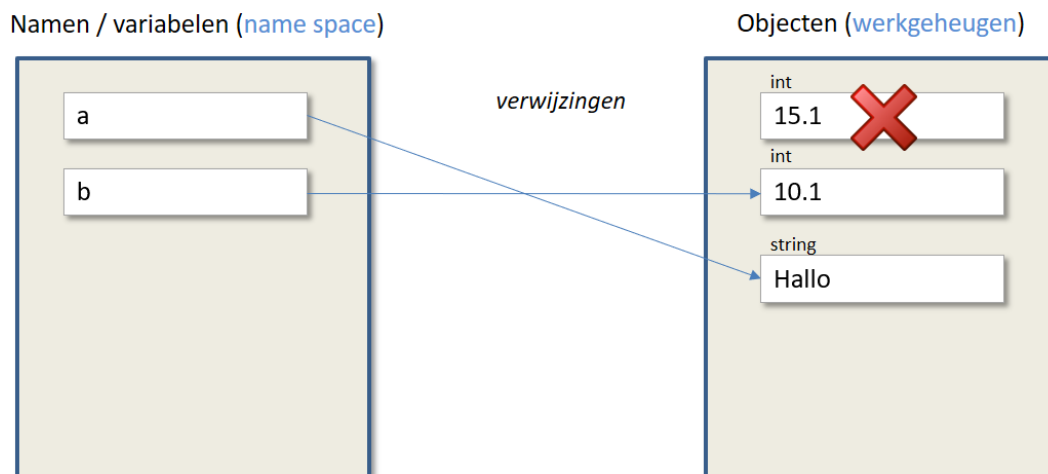 Namen / variabelen (name space)
Objecten (werkgeheugen)
verwijzingen
a
b
int
15.1
int
10.1
string
Hallo